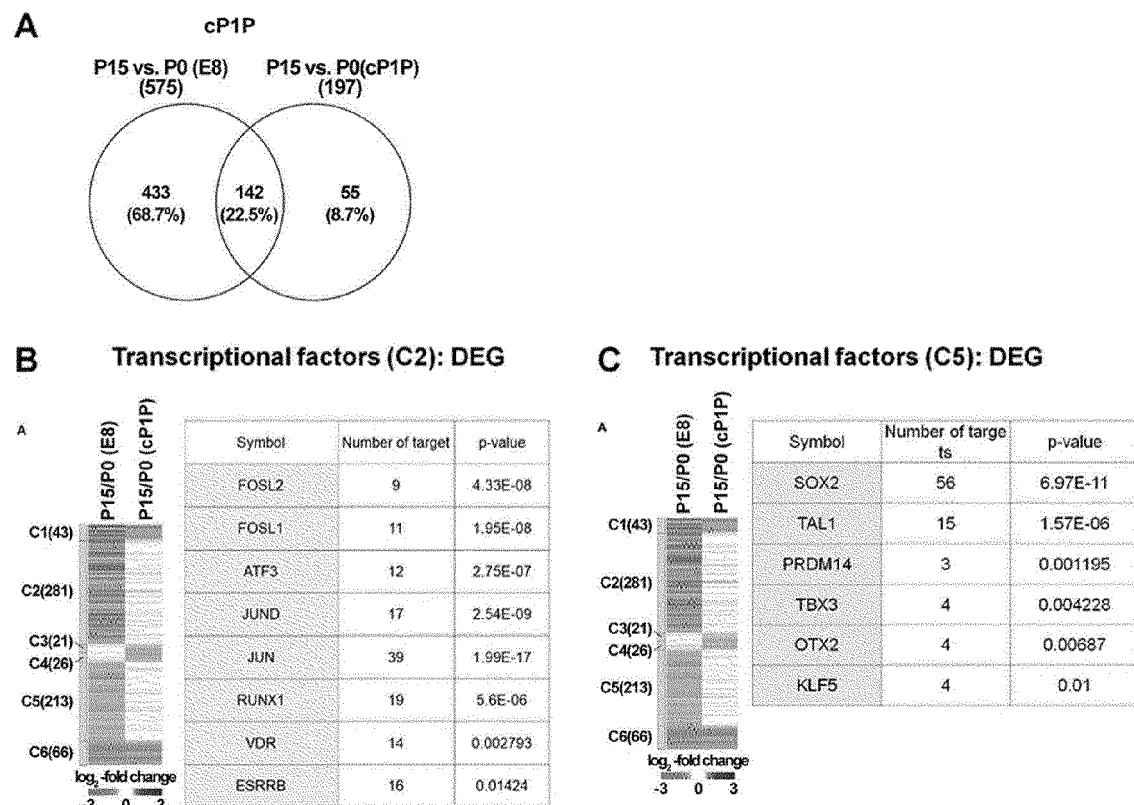 A
cP1P
P15 vs. P0 (E8)
(575)
P15 vs. P0(cP1P)
(197)
433
(68.7%)
142
(22.5%)
55
(8.7%)
B
Transcriptional factors (C2): DEG
A
P15/P0 (E8)
P15/P0 (cP1P)
C1(43)
C2(281)
C3(21)
C4(26)
C5(213)
C6(66)
log2 -fold change
-3 0 3
Symbol Number of target p-value
FOSL2 9 4.33E-08
FOSL1 11 1.95E-08
ATF3 12 2.75E-07
JUND 17 2.54E-09
JUN 39 1.99E-17
RUNX1 19 5.6E-06
VDR 14 0.002793
ESRRB 16 0.01424
C
Transcriptional factors (C5): DEG
A
P15/P0 (E8)
P15/P0 (cP1P)
C1(43)
C2(281)
C3(21)
C4(26)
C5(213)
C6(66)
log2 -fold change
-3 0 3
Symbol Number of targe
ts p-value
SOX2 56 6.97E-11
TAL1 15 1.57E-06
PRDM14 3 0.001195
TBX3 4 0.004228
OTX2 4 0.00687
KLF5 4 0.01